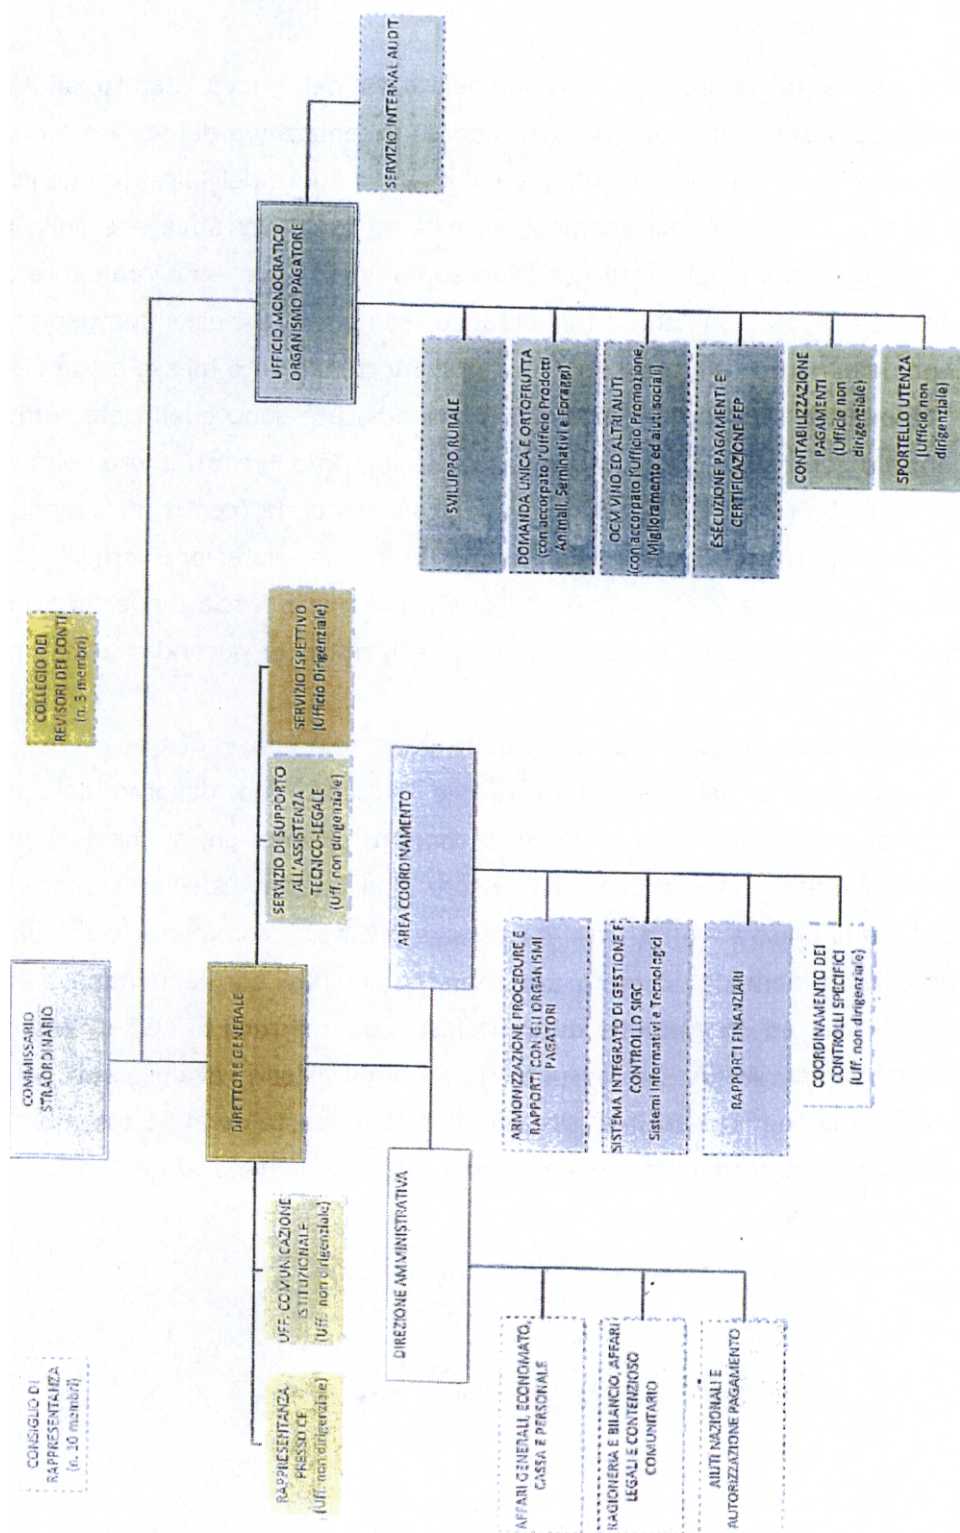 CONSIGLIO DI
RAPPRESENTANZA
(n. 10 membri)
COMMISSARIO
STRAORDINARIO
COLLEGIO DEI
REVISORI DEI CONTI
(n. 3 membri)
RAPPRESENTANZA
PRESSO CE
(Uff. non dirigenziale)
UFF. COMUNICAZIONE
ISTITUZIONALE
(Uff. non dirigenziale)
DIRETTORE GENERALE
SERVIZIO DI SUPPORTO
ALL'ASSISTENZA
TECNICO-LEGALE
(Uff. non dirigenziale)
SERVIZIO ISPETTIVO
(Ufficio Dirigenziale)
UFFICIO MONOCRATICO
ORGANISMO PAGATORE
SERVIZIO INTERNAL AUDIT
DIREZIONE AMMINISTRATIVA
AREA COORDINAMENTO
AFFARI GENERALI, ECONOMATO,
CASSA E PERSONALE
RAGIONERIA E BILANCIO, AFFARI
LEGALI E CONTENZIOSO
COMUNITARIO
AIUTI NAZIONALI E
AUTORIZZAZIONE PAGAMENTO
ARMONIZZAZIONE PROCEDURE E
RAPPORTI CON GLI ORGANISMI
PAGATORI
SISTEMA INTEGRATO DI GESTIONE E
CONTROLLO SIGC
Sistemi Informativi e Tecnologici
RAPPORTI FINANZIARI
COORDINAMENTO DEI
CONTROLLI SPECIFICI
(Uff. non dirigenziale)
SVILUPPO RURALE
DOMANDA UNICA E ORTOFRUTTA
(con accorpato l'Ufficio Prodotti
Animali, Seminativi e Foraggi)
OCM VINO ED ALTRI AIUTI
(con accorpato l'Ufficio Promozione,
Miglioramento ed aiuti sociali)
ESECUZIONE PAGAMENTI E
CERTIFICAZIONE FEP
CONTABILIZZAZIONE
PAGAMENTI
(Ufficio non
dirigenziale)
SPORTELLO UTENZA
(Ufficio non
dirigenziale)